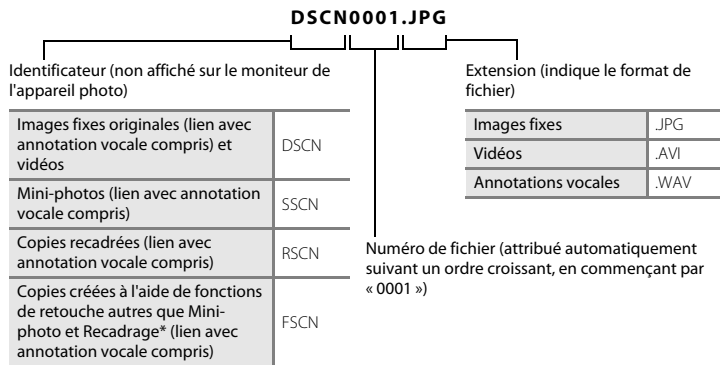 DSCN0001.JPG
Identificateur (non affiché sur le moniteur de
l'appareil photo)
Images fixes originales (lien avec
annotation vocale compris) et
vidéos
DSCN
Mini-photos (lien avec annotation
vocale compris)
SSCN
Copies recadrées (lien avec
annotation vocale compris)
RSCN
Copies créées à l'aide de fonctions
de retouche autres que Mini-
photo et Recadrage* (lien avec
annotation vocale compris)
FSCN
Extension (indique le format de
fichier)
Images fixes .JPG
Vidéos .AVI
Annotations vocales .WAV
Numéro de fichier (attribué automatiquement
suivant un ordre croissant, en commençant par
« 0001 »)